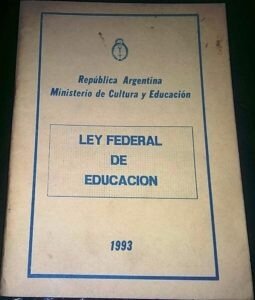 República Argentina
Ministerio de Cultura y Educación
LEY FEDERAL
DE
EDUCACION
1993